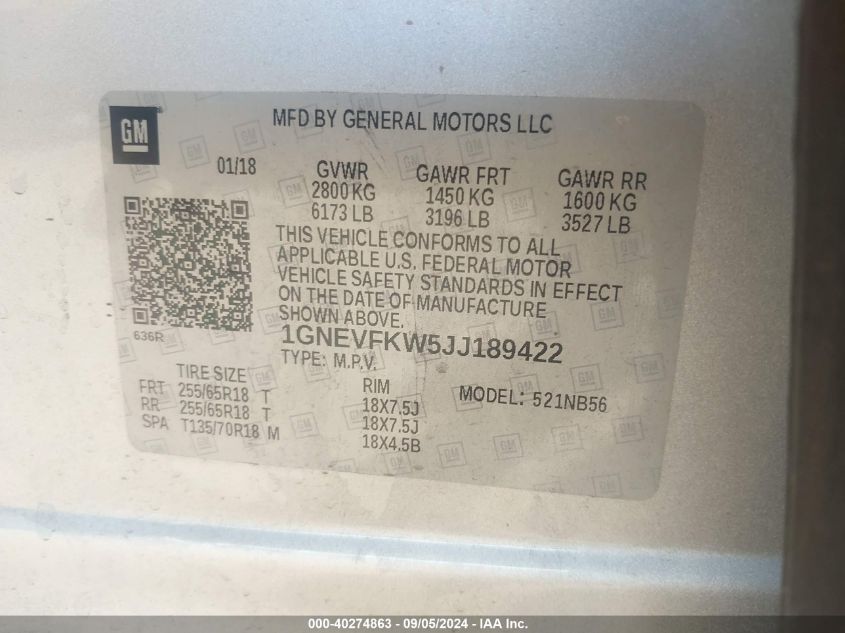 GM
MFD BY GENERAL MOTORS LLC
01/18
GVWR GAWR FRT GAWR RR
2800 KG 1450 KG 1600 KG
6173 LB 3196 LB 3527 LB
THIS VEHICLE CONFORMS TO ALL
APPLICABLE U.S. FEDERAL MOTOR
VEHICLE SAFETY STANDARDS IN EFFECT
ON THE DATE OF MANUFACTURE
SHOWN ABOVE.
636R
1GNEVFKW5JJ189422
TYPE: M.P.V.
TIRE SIZE RIM MODEL: 521NB56
FRT 255/65R18 T 18X7.5J
RR 255/65R18 T 18X7.5J
SPA T135/70R18 M 18X4.5B
000-40274863 - 09/05/2024 - IAA Inc.